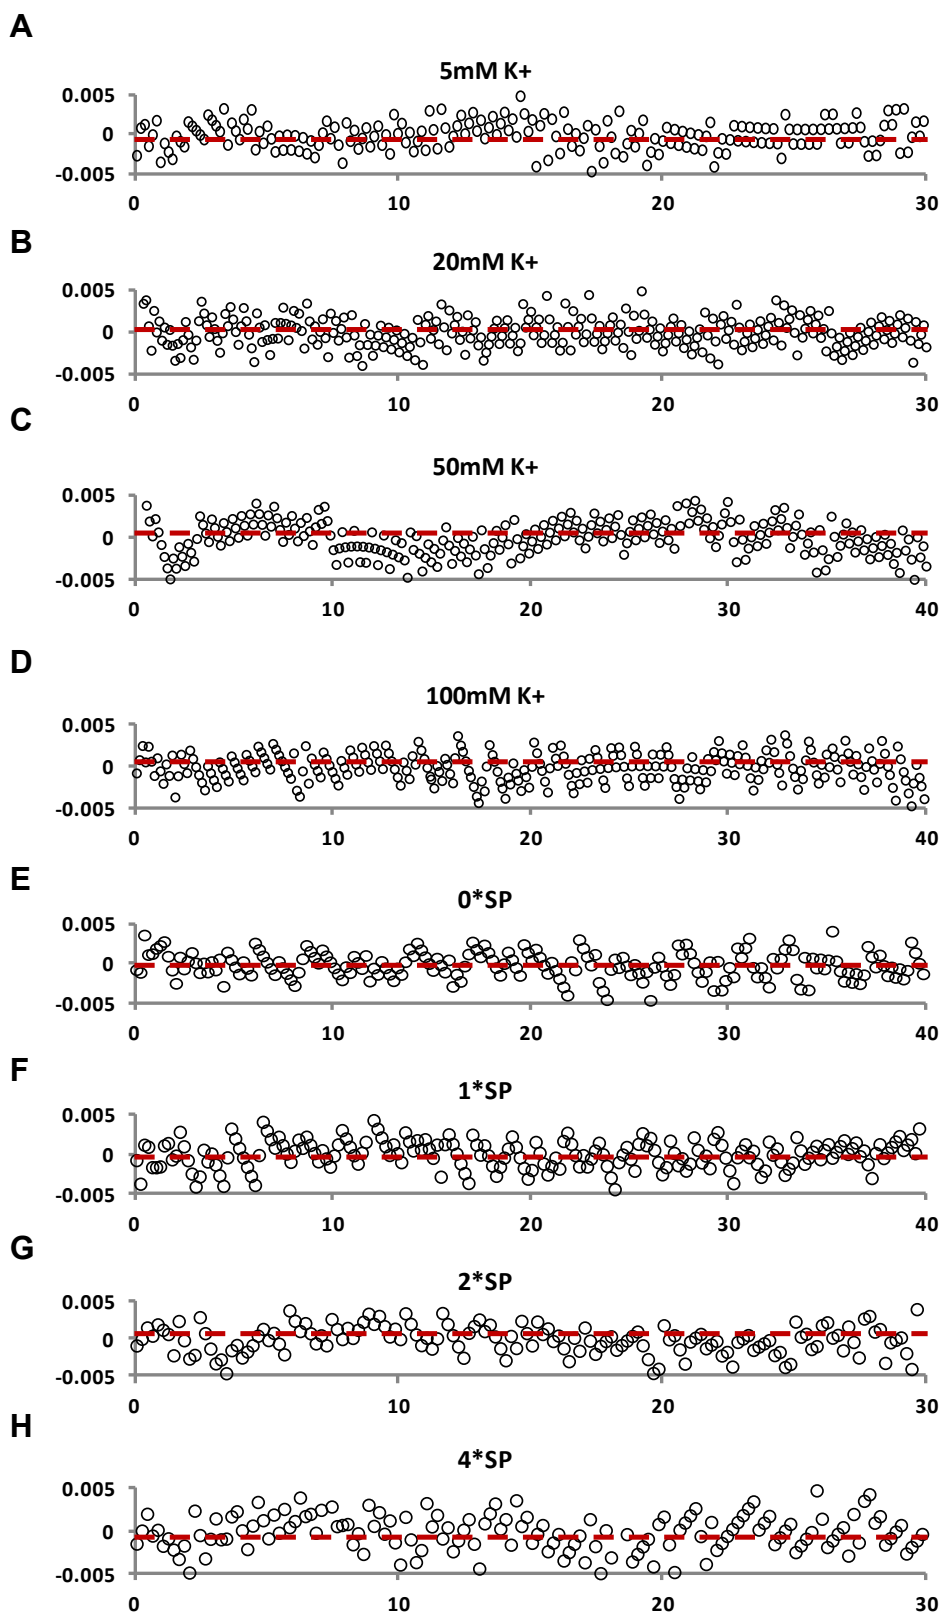 A
5mM K+
0.005
0
-0.005
0 10 20 30
B
20mM K+
0.005
0
-0.005
0 10 20 30
C
50mM K+
0.005
0
-0.005
0 10 20 30 40
D
100mM K+
0.005
0
-0.005
0 10 20 30 40
E
0*SP
0.005
0
-0.005
0 10 20 30 40
F
1*SP
0.005
0
-0.005
0 10 20 30 40
G
2*SP
0.005
0
-0.005
0 10 20 30
H
4*SP
0.005
0
-0.005
0 10 20 30